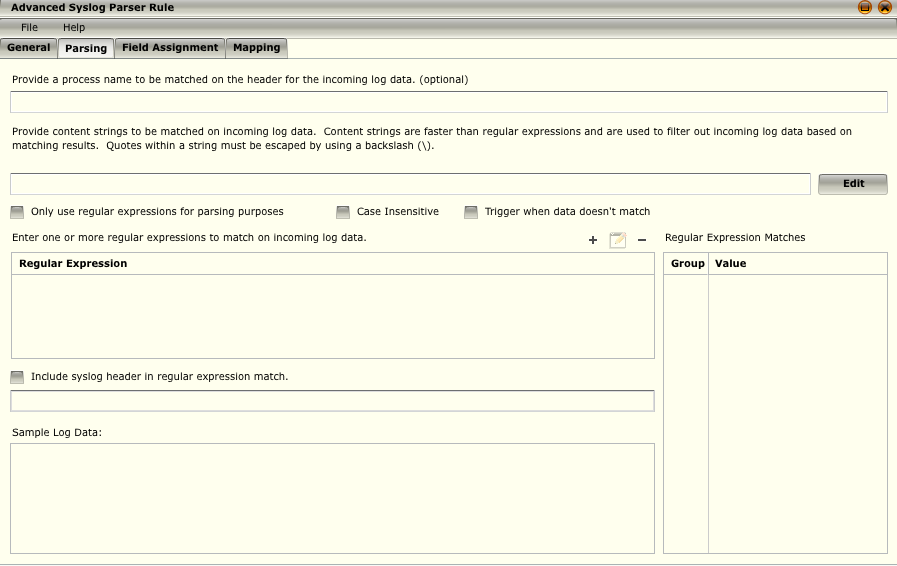 Advanced Syslog Parser Rule
File Help
General Parsing Field Assignment Mapping
Provide a process name to be matched on the header for the incoming log data. (optional)
Provide content strings to be matched on incoming log data.  Content strings are faster than regular expressions and are used to filter out incoming log data based on
matching results.  Quotes within a string must be escaped by using a backslash (\).
Edit
Only use regular expressions for parsing purposes Case Insensitive Trigger when data doesn't match
Enter one or more regular expressions to match on incoming log data. Regular Expression Matches
Regular Expression Group Value
Include syslog header in regular expression match.
Sample Log Data: